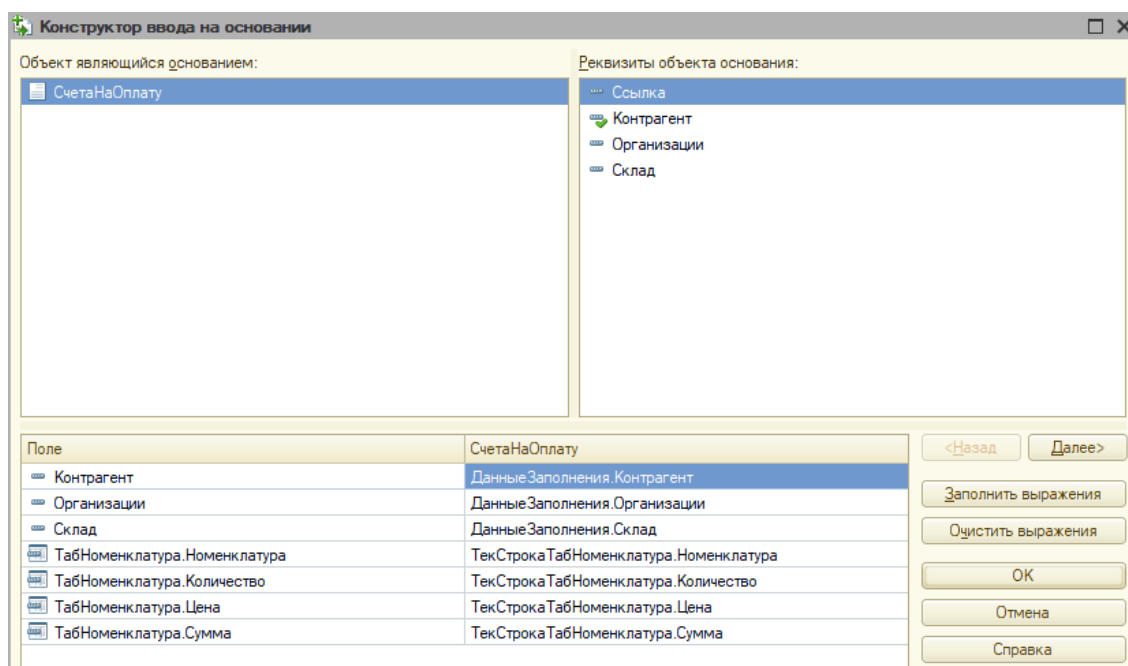 Конструктор ввода на основании
Объект являющийся основанием:
СчетаНаОплату
Реквизиты объекта основания:
Ссылка
Контрагент
Организации
Склад
Поле СчетаНаОплату
Контрагент ДанныеЗаполнения.Контрагент
Организации ДанныеЗаполнения.Организации
Склад ДанныеЗаполнения.Склад
ТабНоменклатура.Номенклатура ТекСтрокаТабНоменклатура.Номенклатура
ТабНоменклатура.Количество ТекСтрокаТабНоменклатура.Количество
ТабНоменклатура.Цена ТекСтрокаТабНоменклатура.Цена
ТабНоменклатура.Сумма ТекСтрокаТабНоменклатура.Сумма
<Назад Далее>
Заполнить выражения
Очистить выражения
ОК
Отмена
Справка